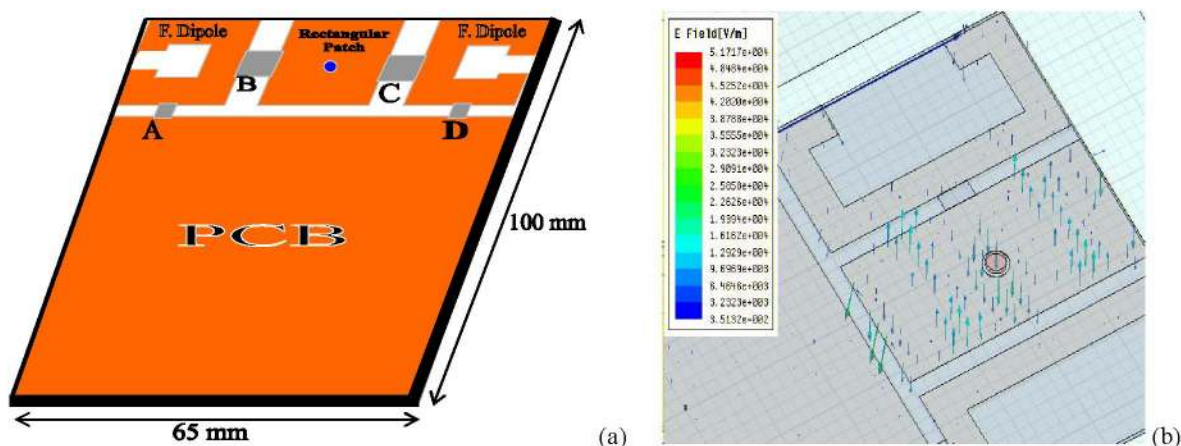 F. Dipole
Rectangular
Patch
F. Dipole
B
C
A
D
PCB
100 mm
65 mm
(a)
E Field[V/m]
5.1717e+004
4.8484e+004
4.5252e+004
4.2020e+004
3.8788e+004
3.5555e+004
3.2323e+004
2.9091e+004
2.5858e+004
2.2626e+004
1.9394e+004
1.6162e+004
1.2929e+004
9.6969e+003
6.4646e+003
3.2323e+003
(b)